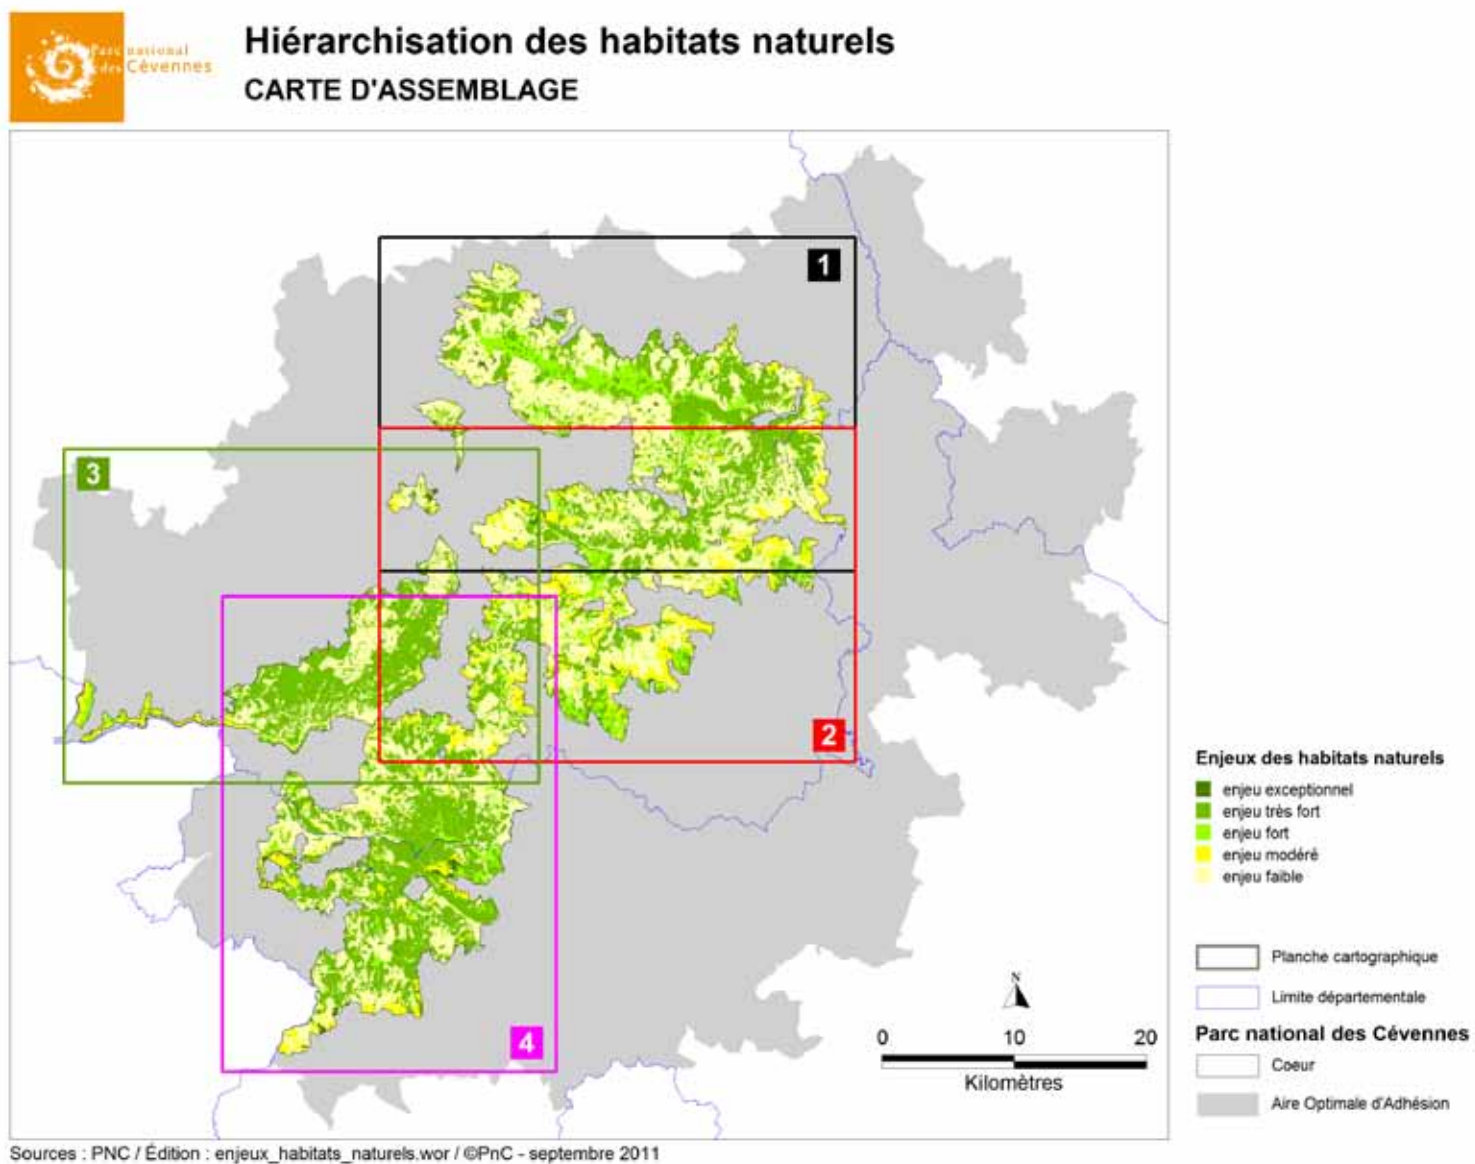 Parc national
des Cévennes
Hiérarchisation des habitats naturels
CARTE D'ASSEMBLAGE
1
3
2
4
Enjeux des habitats naturels
enjeu exceptionnel
enjeu très fort
enjeu fort
enjeu modéré
enjeu faible
Planche cartographique
Limite départementale
Parc national des Cévennes
Coeur
Aire Optimale d'Adhésion
N
0 10 20
Kilomètres
Sources : PNC / Édition : enjeux_habitats_naturels.wor / ©PnC - septembre 2011